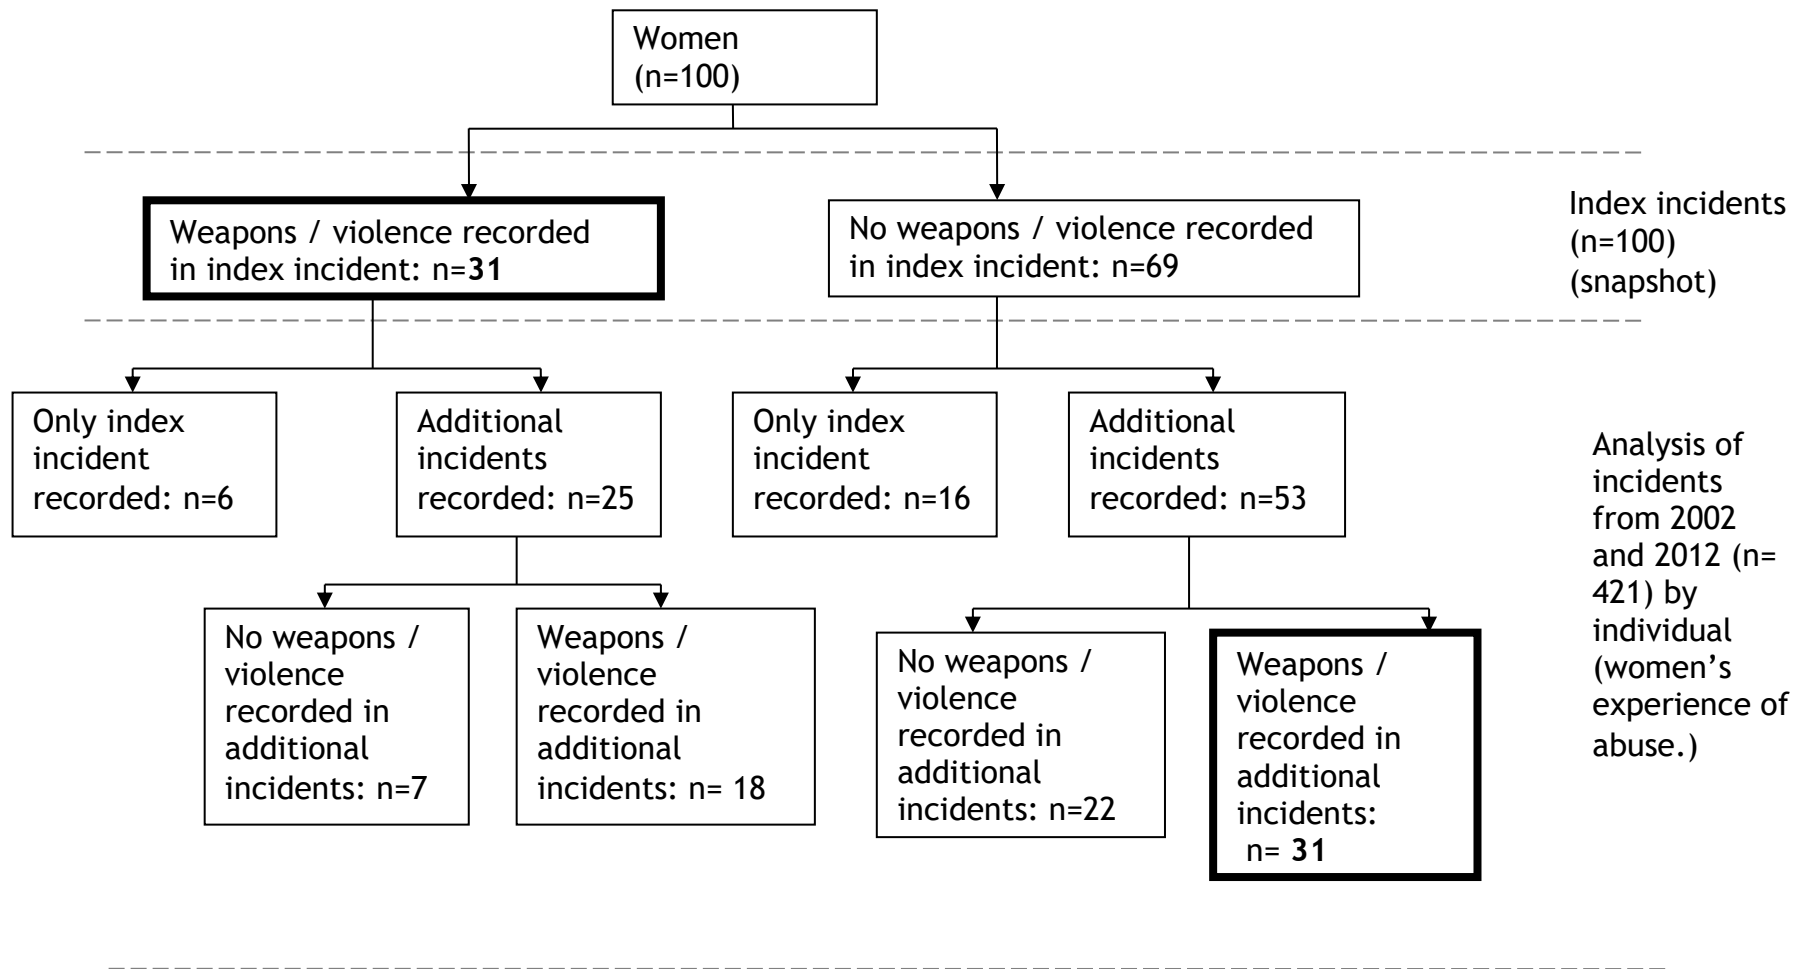 Women
(n=100)
Weapons / violence recorded
in index incident: n=31
No weapons / violence recorded
in index incident: n=69
Index incidents
(n=100)
(snapshot)
Only index
incident
recorded: n=6
Additional
incidents
recorded: n=25
Only index
incident
recorded: n=16
Additional
incidents
recorded: n=53
Analysis of
incidents
from 2002
and 2012 (n=
421) by
individual
(women’s
experience of
abuse.)
No weapons /
violence
recorded in
additional
incidents: n=7
Weapons /
violence
recorded in
additional
incidents: n= 18
No weapons /
violence
recorded in
additional
incidents: n=22
Weapons /
violence
recorded in
additional
incidents:
n= 31